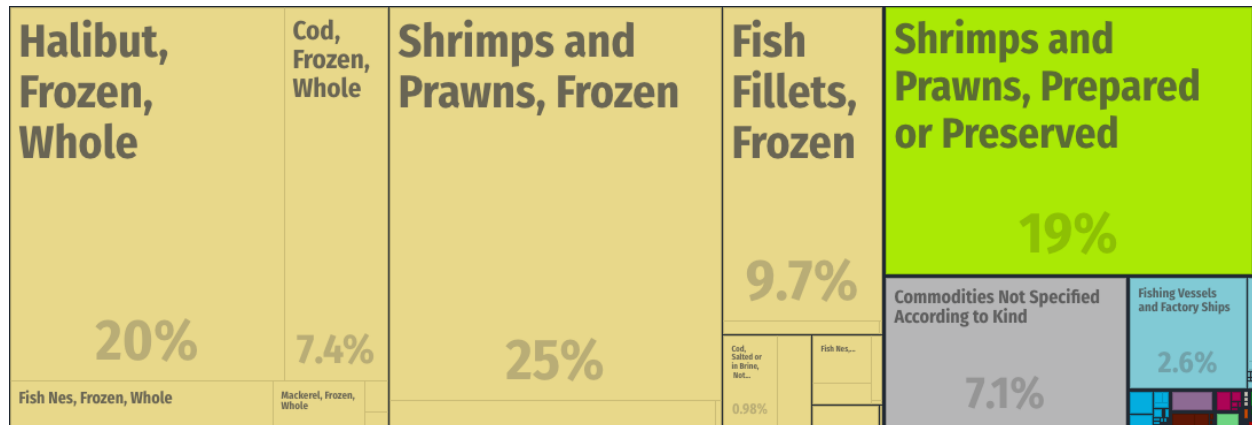 Halibut,
Frozen,
Whole
20%
Cod,
Frozen,
Whole
7.4%
Fish Nes, Frozen, Whole
Mackerel, Frozen,
Whole
Shrimps and
Prawns, Frozen
25%
Fish
Fillets,
Frozen
9.7%
Cod,
Salted or
in Brine,
Not...
0.98%
Fish Nes,...
Shrimps and
Prawns, Prepared
or Preserved
19%
Commodities Not Specified
According to Kind
7.1%
Fishing Vessels
and Factory Ships
2.6%